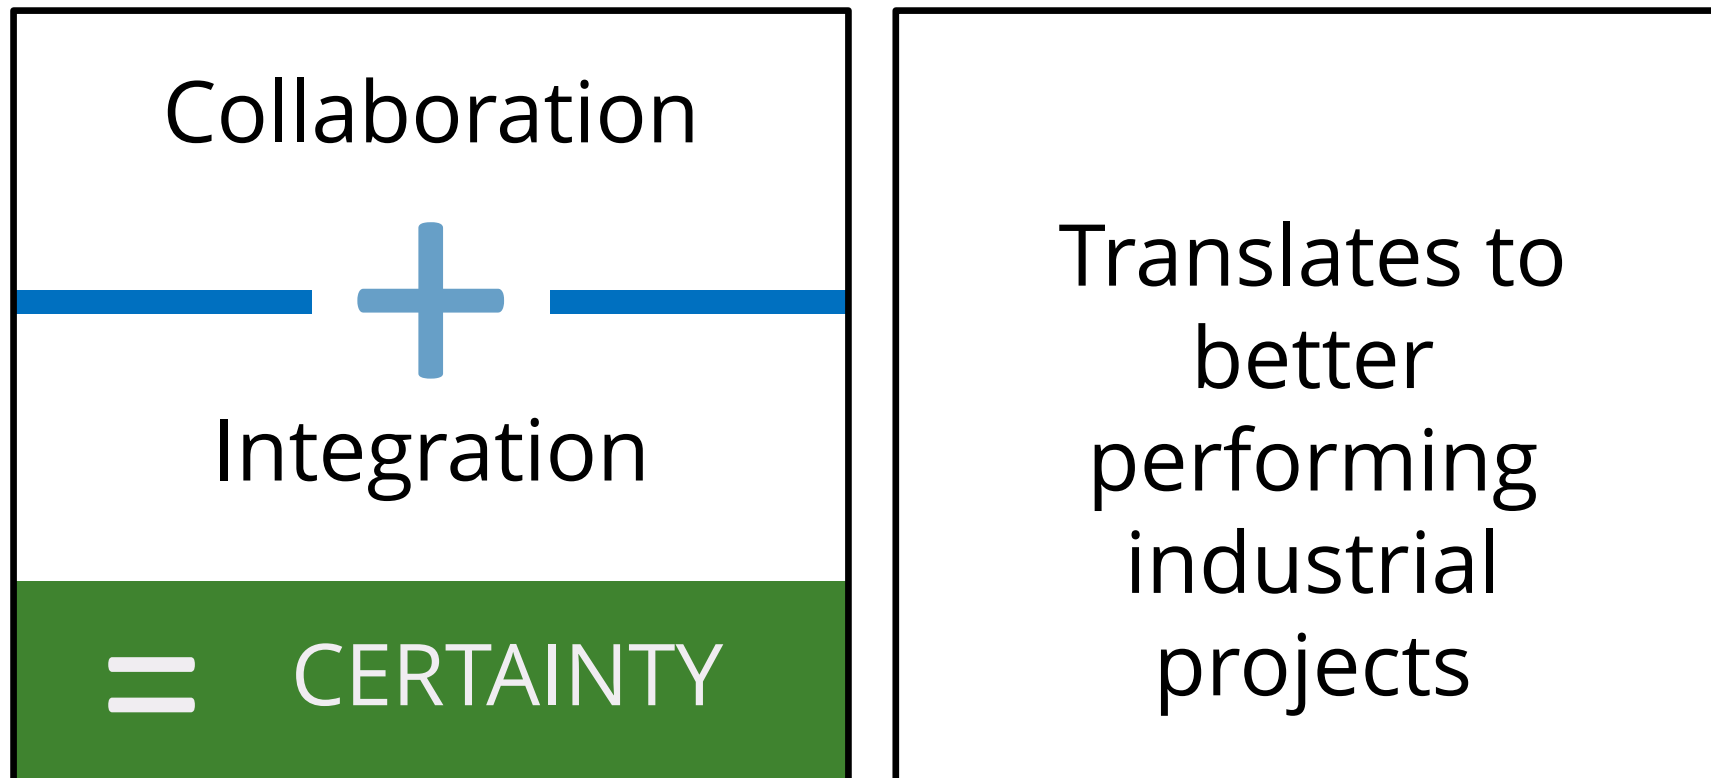 Collaboration
+
Integration
= CERTAINTY
Translates to
better
performing
industrial
projects